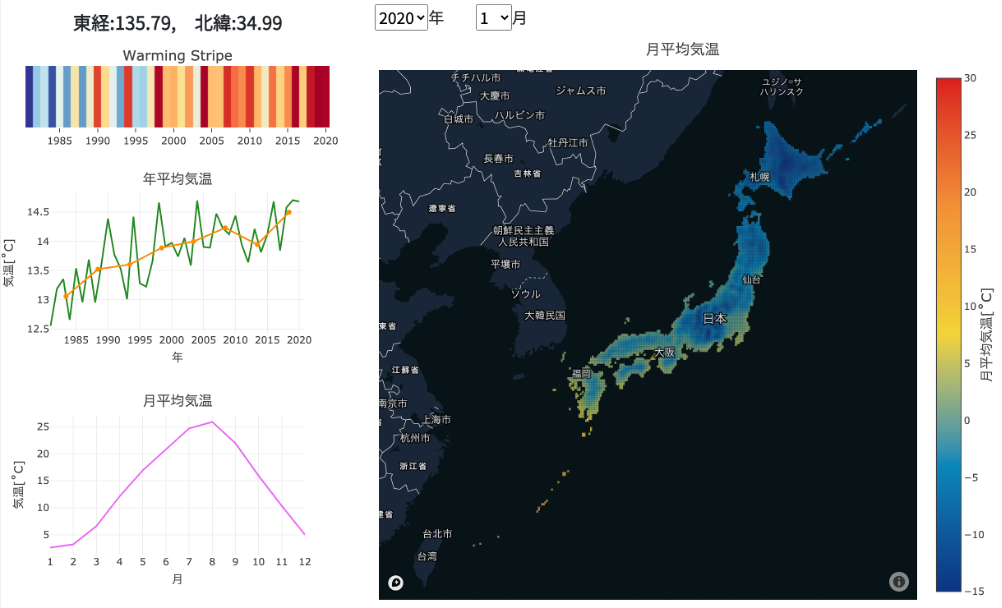 東経:135.79,　北緯:34.99
Warming Stripe
1985 1990 1995 2000 2005 2010 2015 2020
年平均気温
気温[˚C]
14.5
14
13.5
13
12.5
1985 1990 1995 2000 2005 2010 2015 2020
年
月平均気温
気温[˚C]
25
20
15
10
5
1 2 3 4 5 6 7 8 9 10 11 12
月
2020 年 1 月
月平均気温
チチハル市
ジャムス市
ユジノ=サ
ハリンスク
大慶市
ハルビン市
白城市
牡丹江市
長春市
吉林省
札幌
遼寧省
朝鮮民主主義
人民共和国
平壌市
仙台
ソウル
大韓民国
日本
東省
大阪
江蘇省
福岡
南京市
上海市
杭州市
浙江省
建省
台北市
台湾
30
25
20
15
10
5
0
−5
−10
−15
月平均気温[˚C]